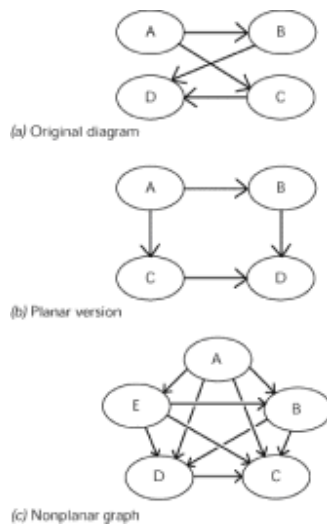 A B
D C
(a) Original diagram
A B
C D
(b) Planar version
A
E B
D C
(c) Nonplanar graph